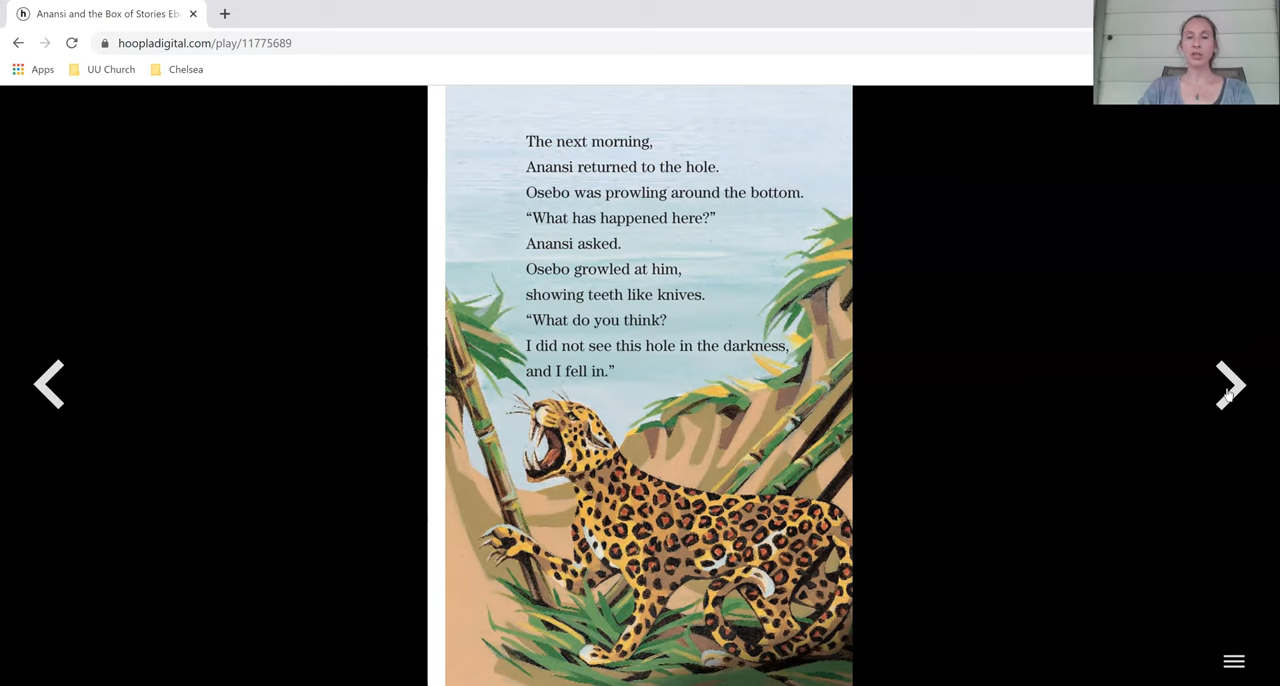 Anansi and the Box of Stories Eb
hoopladigital.com/play/11775689
Apps UU Church Chelsea
The next morning,
Anansi returned to the hole.
Osebo was prowling around the bottom.
“What has happened here?”
Anansi asked.
Osebo growled at him,
showing teeth like knives.
“What do you think?
I did not see this hole in the darkness,
and I fell in.”